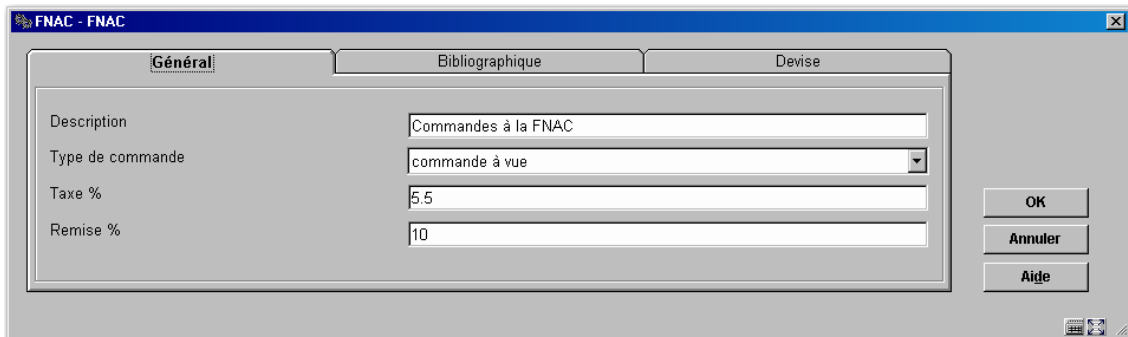 FNAC - FNAC
Général Bibliographique Devise
Description Commandes à la FNAC
Type de commande commande à vue
Taxe % 5.5
Remise % 10
OK
Annuler
Aide